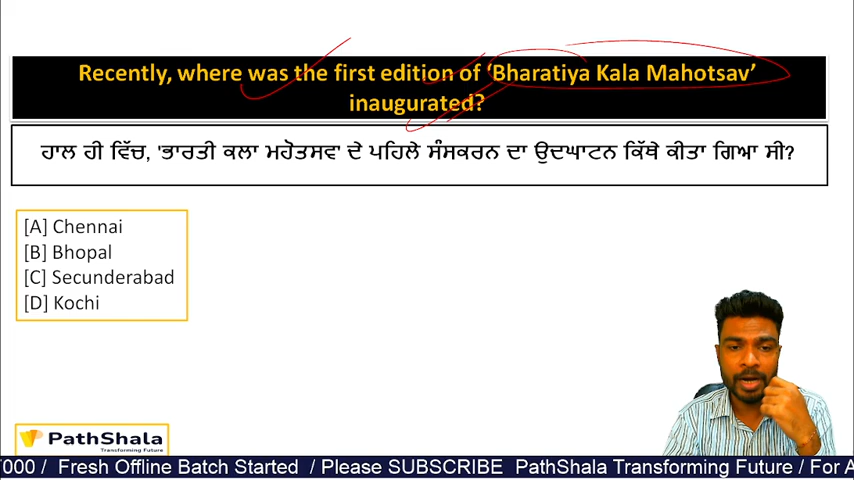 Recently, where was the first edition of ‘Bharatiya Kala Mahotsav’
inaugurated?
ਹਾਲ ਹੀ ਵਿੱਚ, 'ਭਾਰਤੀ ਕਲਾ ਮਹੋਤਸਵ' ਦੇ ਪਹਿਲੇ ਸੰਸਕਰਨ ਦਾ ਉਦਘਾਟਨ ਕਿੱਥੇ ਕੀਤਾ ਗਿਆ ਸੀ?
[A] Chennai
[B] Bhopal
[C] Secunderabad
[D] Kochi
PathShala
Transforming Future
7000 / Fresh Offline Batch Started / Please SUBSCRIBE PathShala Transforming Future / For A